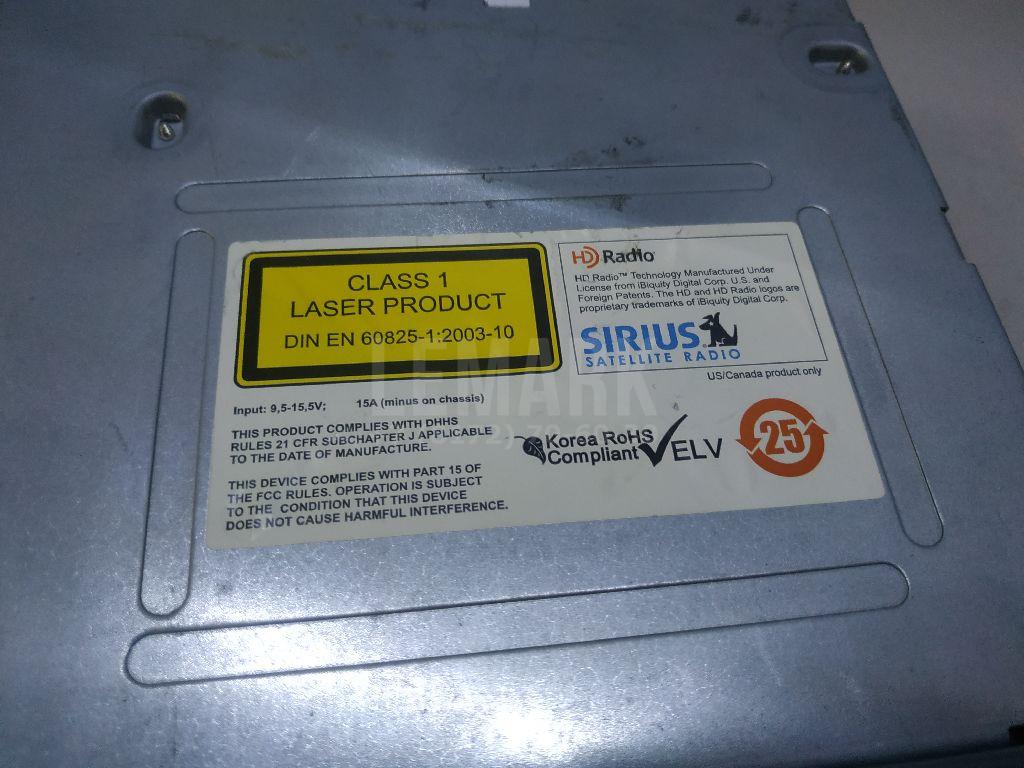 CLASS 1
LASER PRODUCT
DIN EN 60825-1:2003-10
HD Radio
HD Radio™ Technology Manufactured Under
License from iBiquity Digital Corp. U.S. and
Foreign Patents. The HD and HD Radio logos are
proprietary trademarks of iBiquity Digital Corp.
SIRIUS
SATELLITE RADIO
US/Canada product only
Input: 9,5-15,5V; 15A (minus on chassis)
THIS PRODUCT COMPLIES WITH DHHS
RULES 21 CFR SUBCHAPTER J APPLICABLE
TO THE DATE OF MANUFACTURE.
THIS DEVICE COMPLIES WITH PART 15 OF
THE FCC RULES. OPERATION IS SUBJECT
TO THE CONDITION THAT THIS DEVICE
DOES NOT CAUSE HARMFUL INTERFERENCE.
Korea RoHS
Compliant
ELV
25
LEMARK